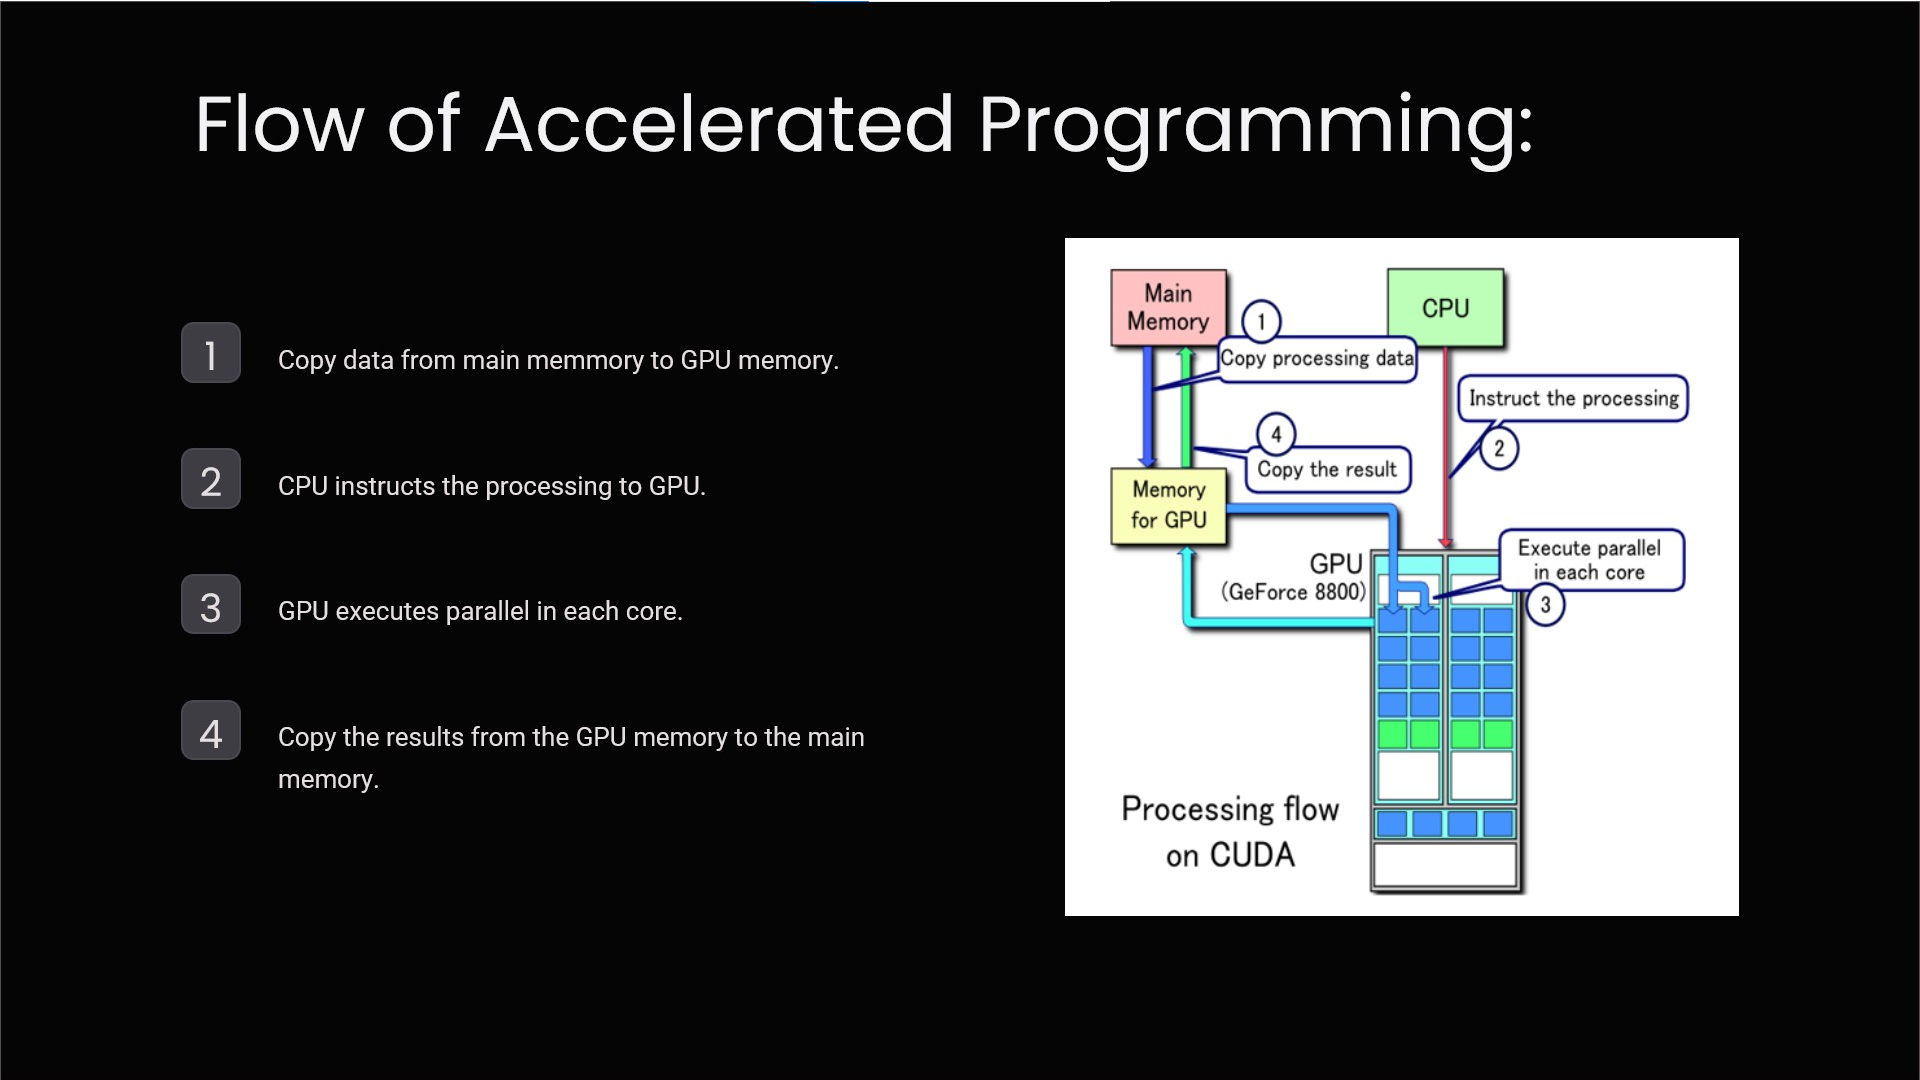 Flow of Accelerated Programming:
1
Copy data from main memmory to GPU memory.
2
CPU instructs the processing to GPU.
3
GPU executes parallel in each core.
4
Copy the results from the GPU memory to the main
memory.
Main
Memory
CPU
1
Copy processing data
Instruct the processing
2
4
Copy the result
Memory
for GPU
GPU
(GeForce 8800)
Execute parallel
in each core
3
Processing flow
on CUDA